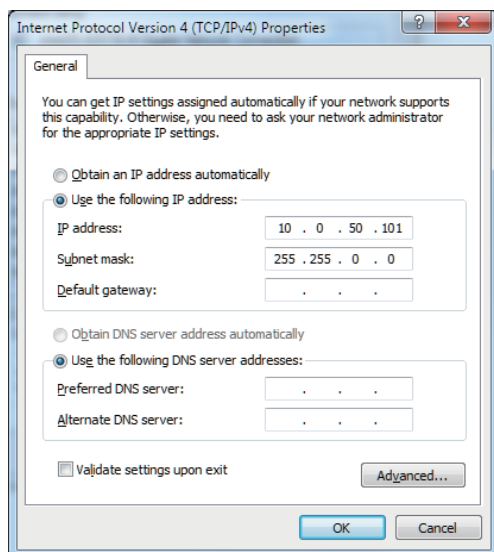 Internet Protocol Version 4 (TCP/IPv4) Properties
?
X
General
You can get IP settings assigned automatically if your network supports
this capability. Otherwise, you need to ask your network administrator
for the appropriate IP settings.
Obtain an IP address automatically
Use the following IP address:
IP address: 10 . 0 . 50 . 101
Subnet mask: 255 . 255 . 0 . 0
Default gateway: . . .
Obtain DNS server address automatically
Use the following DNS server addresses:
Preferred DNS server: . . .
Alternate DNS server: . . .
Validate settings upon exit
Advanced...
OK Cancel